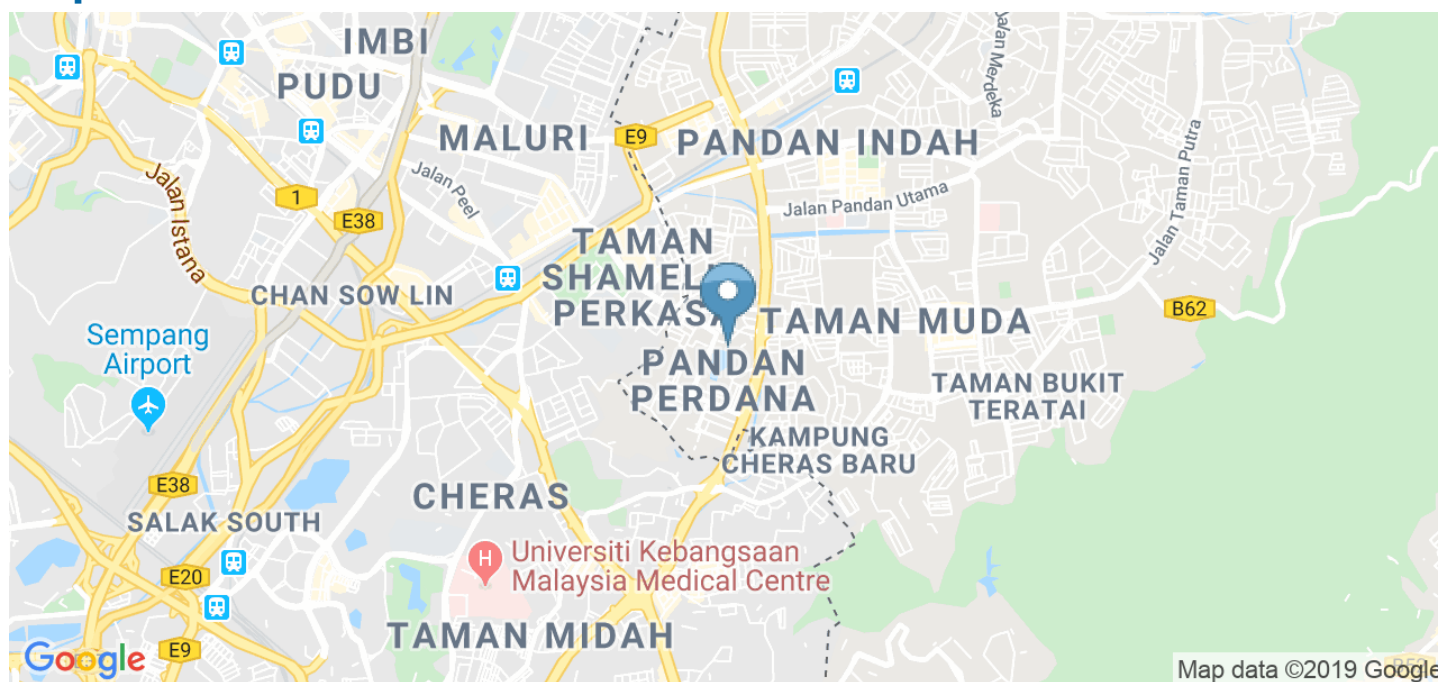 IMBI
PUDU
MALURI
E9
PANDAN INDAH
Jalan Merdeka
Jalan Taman Putra
Jalan Peel
Jalan Istana
1
E38
Jalan Pandan Utama
TAMAN
SHAMELI
PERKASA
CHAN SOW LIN
B62
TAMAN MUDA
Sempang
Airport
PANDAN
PERDANA
TAMAN BUKIT
TERATAI
KAMPUNG
CHERAS BARU
E38
CHERAS
SALAK SOUTH
H
Universiti Kebangsaan
Malaysia Medical Centre
E20
TAMAN MIDAH
E9
Google
Map data ©2019 Google